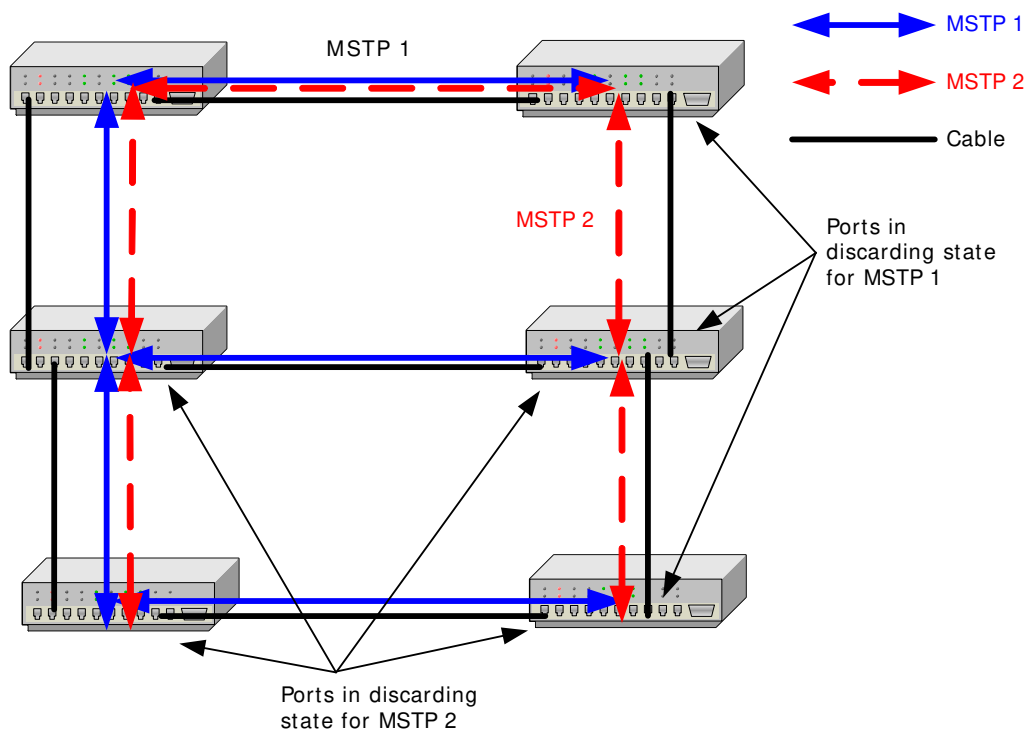 MSTP 1
MSTP 1
MSTP 2
Cable
MSTP 2
Ports in
discarding state
for MSTP 1
Ports in discarding
state for MSTP 2